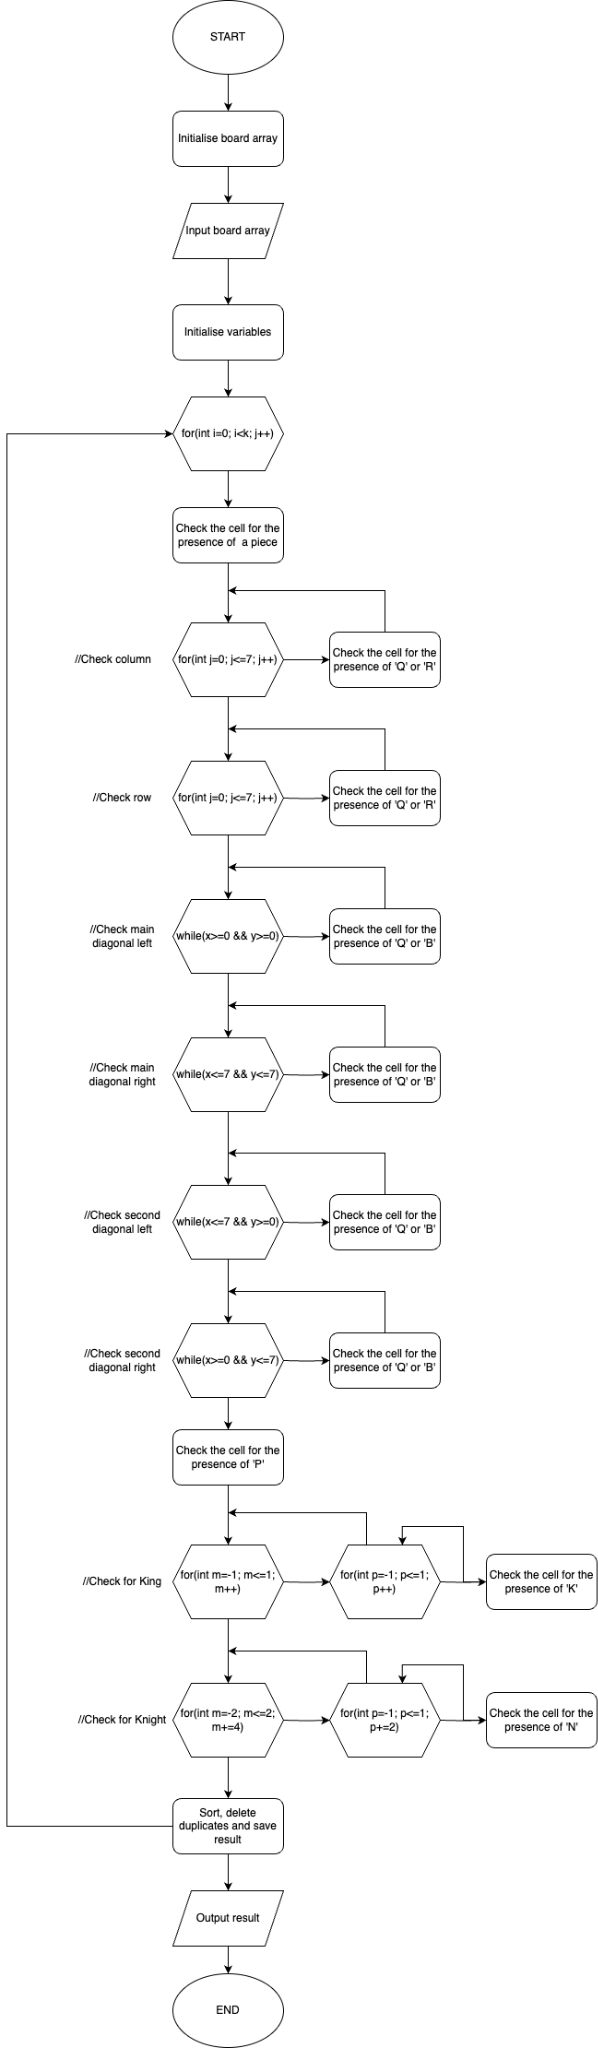 START
Initialise board array
Input board array
Initialise variables
for(int i=0; i<k; j++)
Check the cell for the
presence of  a piece
//Check column
for(int j=0; j<=7; j++)
Check the cell for the
presence of 'Q' or 'R'
//Check row
for(int j=0; j<=7; j++)
Check the cell for the
presence of 'Q' or 'R'
//Check main
diagonal left
while(x>=0 && y>=0)
Check the cell for the
presence of 'Q' or 'B'
//Check main
diagonal right
while(x<=7 && y<=7)
Check the cell for the
presence of 'Q' or 'B'
//Check second
diagonal left
while(x<=7 && y>=0)
Check the cell for the
presence of 'Q' or 'B'
//Check second
diagonal right
while(x>=0 && y<=7)
Check the cell for the
presence of 'Q' or 'B'
Check the cell for the
presence of 'P'
//Check for King
for(int m=-1; m<=1;
m++)
for(int p=-1; p<=1;
p++)
Check the cell for the
presence of 'K'
//Check for Knight
for(int m=-2; m<=2;
m+=4)
for(int p=-1; p<=1;
p+=2)
Check the cell for the
presence of 'N'
Sort, delete
duplicates and save
result
Output result
END